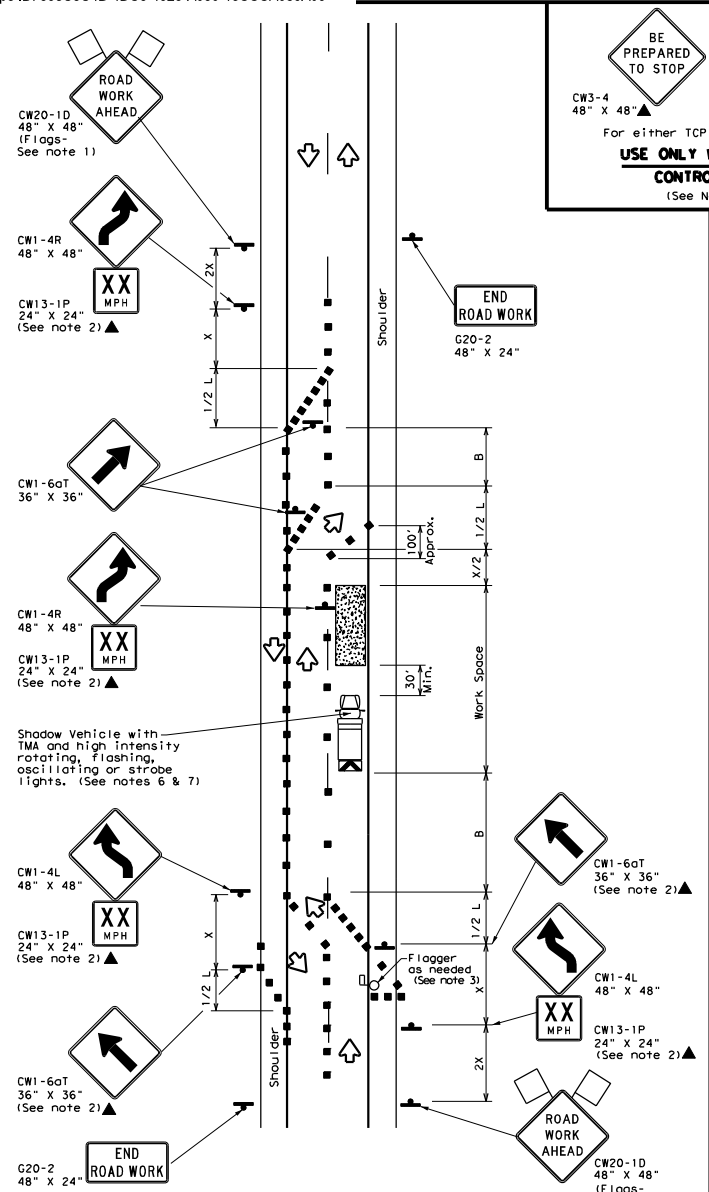 ROAD
WORK
AHEAD
CW20-1D
48" X 48"
(Flags-
See note 1)
BE
PREPARED
TO STOP
CW3-4
48" X 48"▲
For either TCP
USE ONLY
CONTRO
(See N
CW1-4R
48" X 48"
XX
MPH
CW13-1P
24" X 24"
(See note 2)▲
2X
X
1/2 L
Shoulder
END
ROAD WORK
G20-2
48" X 24"
CW1-6aT
36" X 36"
B
1/2 L
100'
Approx.
X/2
CW1-4R
48" X 48"
XX
MPH
CW13-1P
24" X 24"
(See note 2)▲
30'
Min.
Work Space
Shadow Vehicle with
TMA and high intensity
rotating, flashing,
oscillating or strobe
lights. (See notes 6 & 7)
B
CW1-4L
48" X 48"
XX
MPH
CW13-1P
24" X 24"
(See note 2)▲
X
1/2 L
CW1-6aT
36" X 36"
(See note 2)▲
1/2 L
Flagger
as needed
(See note 3)
X
CW1-4L
48" X 48"
XX
MPH
CW13-1P
24" X 24"
(See note 2)▲
2X
CW1-6aT
36" X 36"
(See note 2)▲
Shoulder
END
ROAD WORK
G20-2
48" X 24"
ROAD
WORK
AHEAD
CW20-1D
48" X 48"
(Flags-